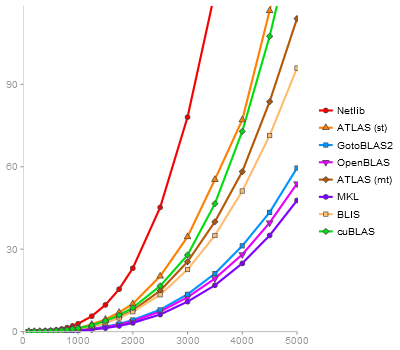 90
60
30
0
0 1000 2000 3000 4000 5000
Netlib
ATLAS (st)
GotoBLAS2
OpenBLAS
ATLAS (mt)
MKL
BLIS
cuBLAS